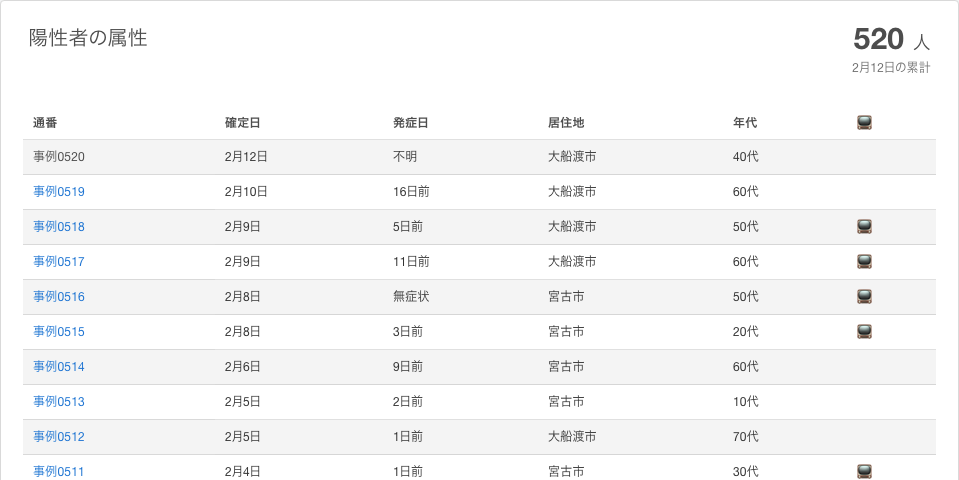 陽性者の属性
520 人
2月12日の累計
通番 確定日 発症日 居住地 年代
事例0520 2月12日 不明 大船渡市 40代
事例0519 2月10日 16日前 大船渡市 60代
事例0518 2月9日 5日前 大船渡市 50代
事例0517 2月9日 11日前 大船渡市 60代
事例0516 2月8日 無症状 宮古市 50代
事例0515 2月8日 3日前 宮古市 20代
事例0514 2月6日 9日前 宮古市 60代
事例0513 2月5日 2日前 宮古市 10代
事例0512 2月5日 1日前 大船渡市 70代
事例0511 2月4日 1日前 宮古市 30代